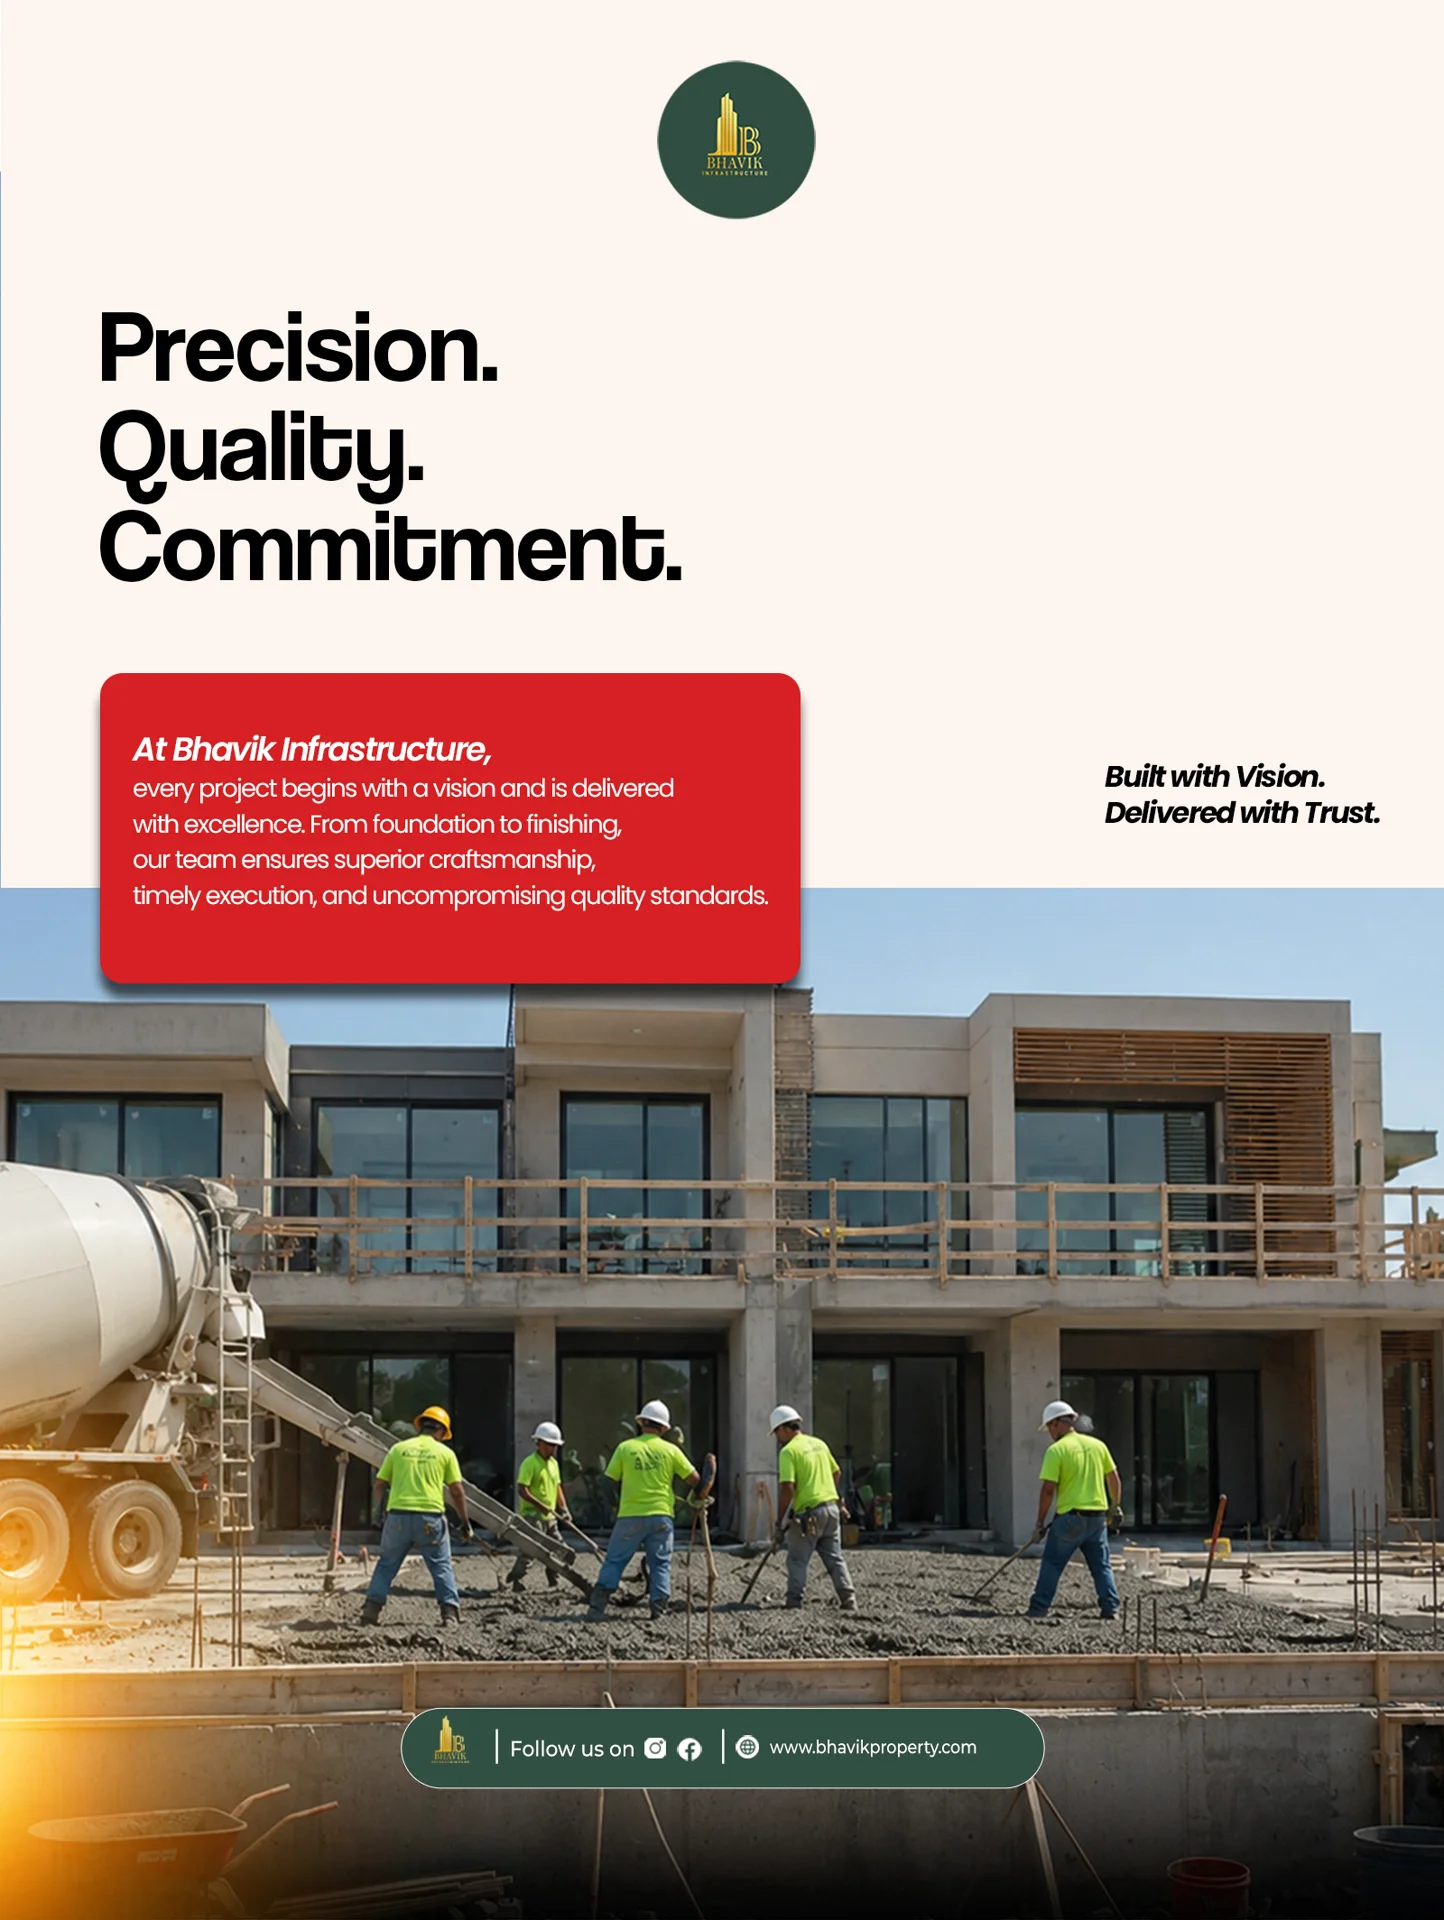 JB
BHAVIK
INFRASTRUCTURE
Precision.
Quality.
Commitment.
At Bhavik Infrastructure,
every project begins with a vision and is delivered
with excellence. From foundation to finishing,
our team ensures superior craftsmanship,
timely execution, and uncompromising quality standards.
Built with Vision.
Delivered with Trust.
BHAVIK
Follow us on
www.bhavikproperty.com